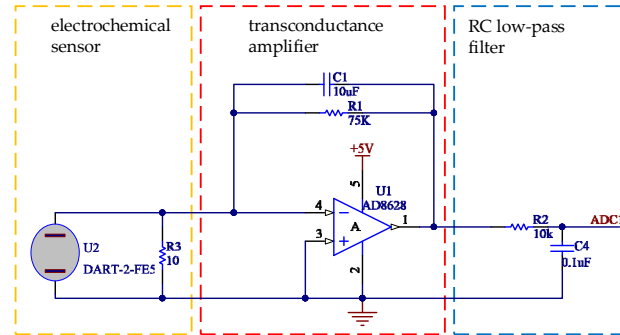 electrochemical
sensor
transconductance
amplifier
RC low-pass
filter
C1
10uF
R1
75K
+5V
5
U1
AD8628
4
A
1
3
2
U2
DART-2-FE5
R3
10
R2
10k
ADC1
C4
0.1uF